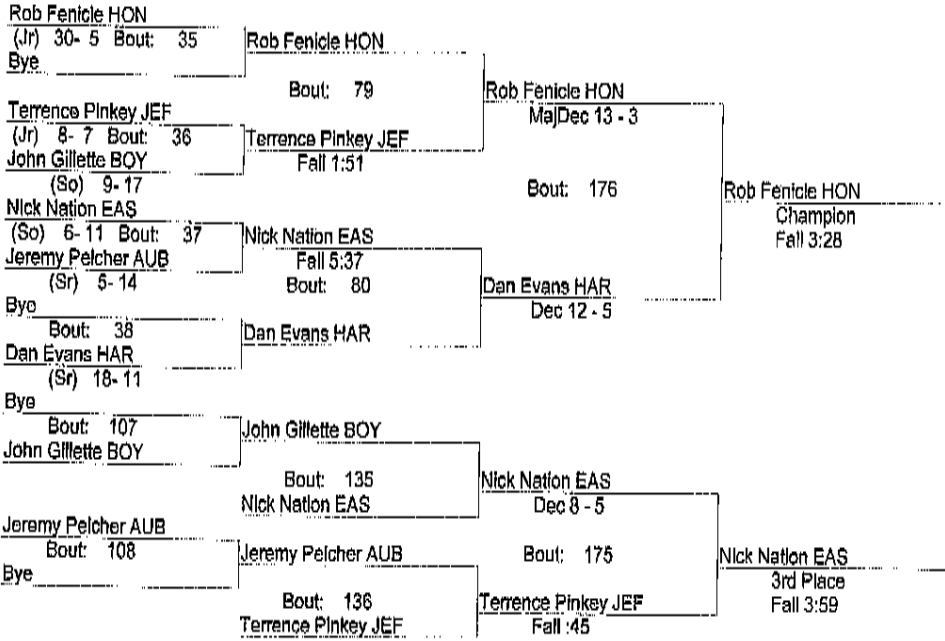 Rob Fenicle HON
(Jr) 30- 5 Bout: 35
Bye
Rob Fenicle HON
Bout: 79
Terrence Pinkey JEF
(Jr) 8- 7 Bout: 36
John Gillette BOY
(So) 9- 17
Terrence Pinkey JEF
Fall 1:51
Rob Fenicle HON
MajDec 13 - 3
Nick Nation EAS
(So) 6- 11 Bout: 37
Jeremy Pelcher AUB
(Sr) 5- 14
Nick Nation EAS
Fall 5:37
Bout: 80
Bye
Bout: 38
Dan Evans HAR
(Sr) 18- 11
Dan Evans HAR
Dan Evans HAR
Dec 12 - 5
Bout: 176
Rob Fenicle HON
Champion
Fall 3:28
Bye
Bout: 107
John Gillette BOY
John Gillette BOY
Bout: 135
Nick Nation EAS
Nick Nation EAS
Dec 8 - 5
Jeremy Pelcher AUB
Bout: 108
Bye
Jeremy Pelcher AUB
Bout: 136
Terrence Pinkey JEF
Bout: 175
Terrence Pinkey JEF
Fall :45
Nick Nation EAS
3rd Place
Fall 3:59